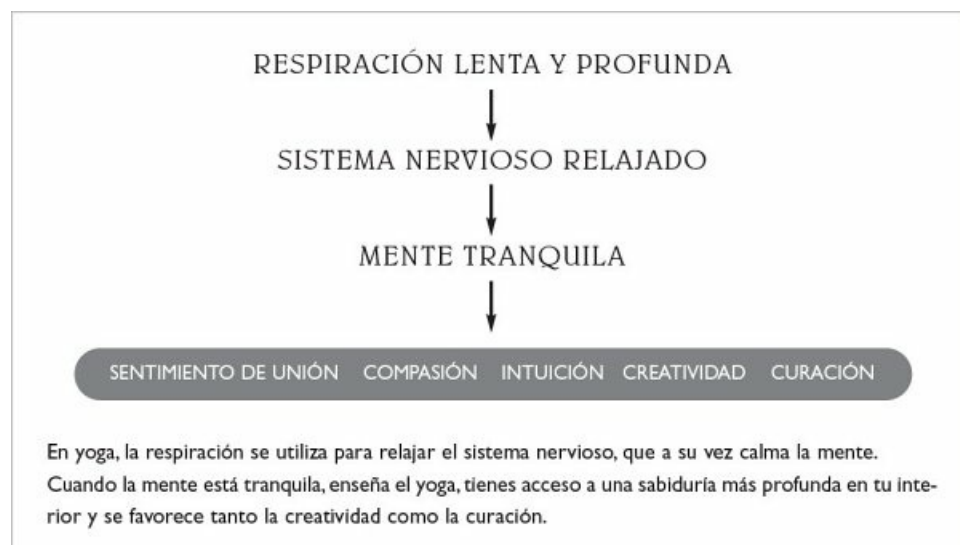 RESPIRACIÓN LENTA Y PROFUNDA
SISTEMA NERVIOSO RELAJADO
MENTE TRANQUILA
SENTIMIENTO DE UNIÓN COMPASIÓN INTUICIÓN CREATIVIDAD CURACIÓN
En yoga, la respiración se utiliza para relajar el sistema nervioso, que a su vez calma la mente.
Cuando la mente está tranquila, enseña el yoga, tienes acceso a una sabiduría más profunda en tu inte-
rior y se favorece tanto la creatividad como la curación.